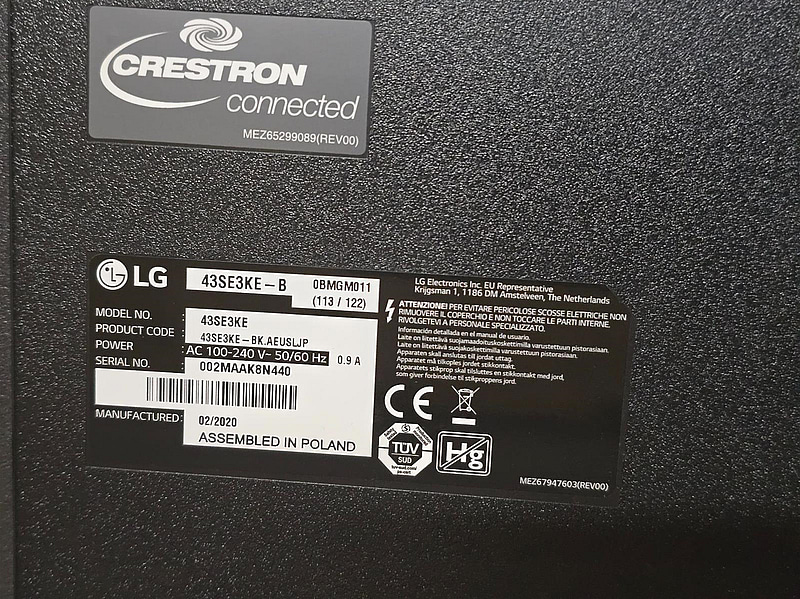 CRESTRON
connected
MEZ65299089(REV00)
LG
43SE3KE-B
0BMGM011
(113 / 122)
MODEL NO.
43SE3KE
PRODUCT CODE
43SE3KE-BK.AEUSLJP
POWER
AC 100-240 V~ 50/60 Hz
0.9 A
SERIAL NO.
002MAAK8N440
MANUFACTURED:
02/2020
ASSEMBLED IN POLAND
LG Electronics Inc. EU Representative
Krijgsman 1, 1186 DM Amstelveen, The Netherlands
ATTENZIONE! PER EVITARE PERICOLOSE SCOSSE ELETTRICHE NON
RIMUOVERE IL COPERCHIO E NON TOCCARE LE PARTI INTERNE.
RIVOLGETEVI A PERSONALE SPECIALIZZATO.
Información detallada en el manual de usuario.
Laite on liitettävä suojamaadoituskoskettimilla varustettuun pistorasiaan.
Laite on liitettävä suojakoskettimilla varustettuun pistorasiaan.
Apparaten skall anslutas till jordat uttag.
Apparatet må tilkoples jordet stikkontakt.
Apparatets stikprop skal tilsluttes en stikkontakt med jord,
som giver forbindelse til stikproppens jord.
CE
TÜV
SÜD
Hg
MEZ67947603(REV00)